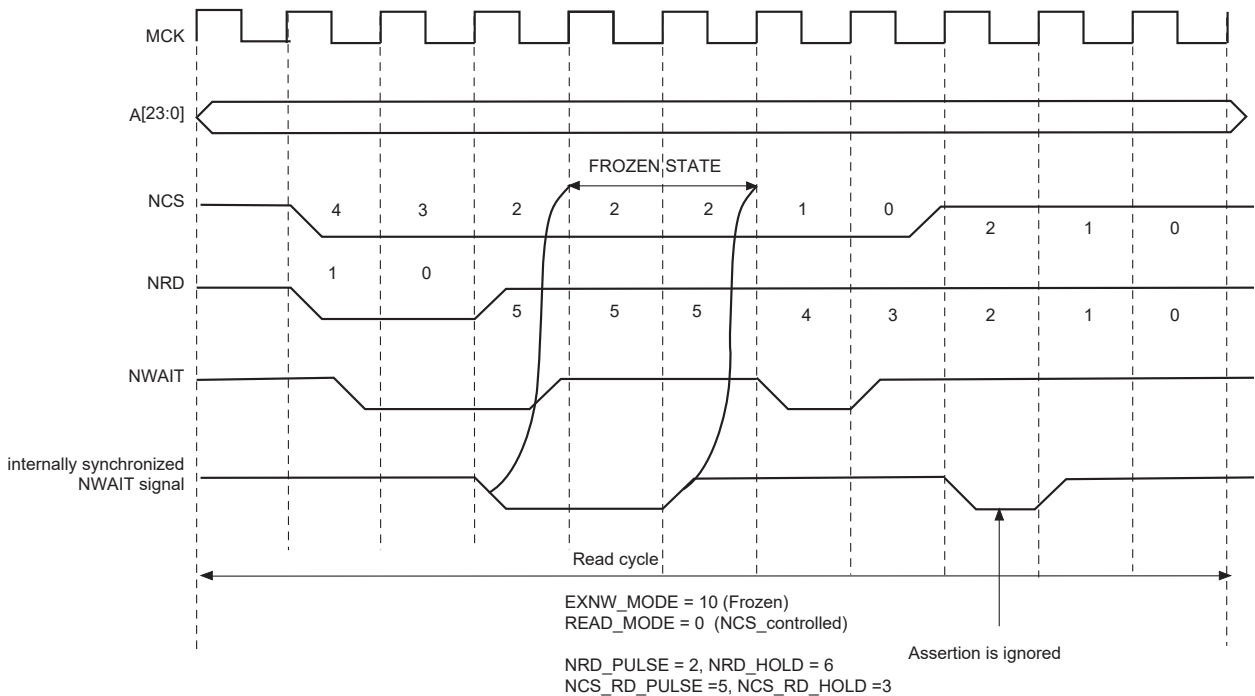 MCK
A[23:0]
FROZEN STATE
NCS
4 3 2 2 2 1 0
2 1 0
NRD
1 0
5 5 5 4 3 2 1 0
NWAIT
internally synchronized
NWAIT signal
Read cycle
EXNW_MODE = 10 (Frozen)
READ_MODE = 0 (NCS_controlled)
Assertion is ignored
NRD_PULSE = 2, NRD_HOLD = 6
NCS_RD_PULSE =5, NCS_RD_HOLD =3